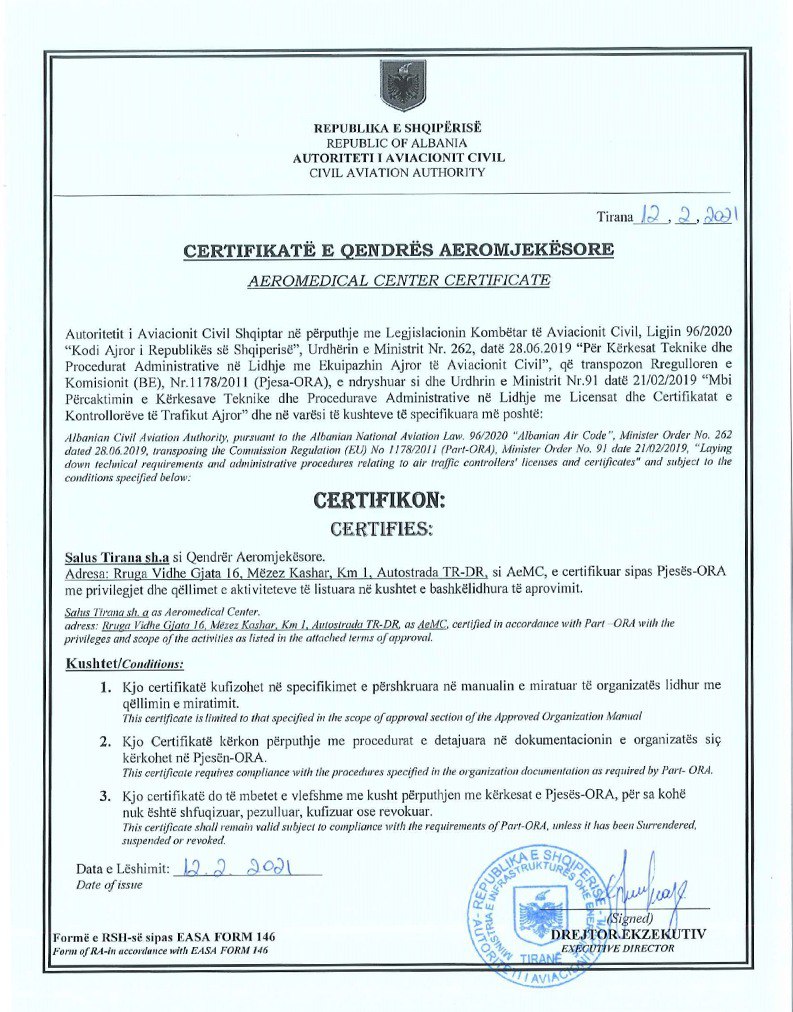 REPUBLIKA E SHQIPËRISË
REPUBLIC OF ALBANIA
AUTORITETI I AVIACIONIT CIVIL
CIVIL AVIATION AUTHORITY
Tirana 12, 2, 2021
CERTIFIKATË E QENDRËS AEROMJEKËSORE
AEROMEDICAL CENTER CERTIFICATE
Autoritetit i Aviacionit Civil Shqiptar në përputhje me Legjislacionin Kombëtar të Aviacionit Civil, Ligjin 96/2020
“Kodi Ajror i Republikës së Shqiperisë”, Urdhërin e Ministrit Nr. 262, datë 28.06.2019 “Për Kërkesat Teknike dhe
Procedurat Administrative në Lidhje me Ekuipazhin Ajror të Aviacionit Civil”, që transpozon Rregulloren e
Komisionit (BE), Nr.1178/2011 (Pjesa-ORA), e ndryshuar si dhe Urdhrin e Ministrit Nr.91 datë 21/02/2019 “Mbi
Përcaktimin e Kërkesave Teknike dhe Procedurave Administrative në Lidhje me Licensat dhe Certifikatat e
Kontrollorëve të Trafikut Ajror” dhe në varësi të kushteve të specifikuara më poshtë:
Albanian Civil Aviation Authority, pursuant to the Albanian National Aviation Law. 96/2020 “Albanian Air Code”, Minister Order No. 262
dated 28.06.2019, transposing the Commission Regulation (EU) No 1178/2011 (Part-ORA), Minister Order No. 91 date 21/02/2019, “Laying
down technical requirements and administrative procedures relating to air traffic controllers' licenses and certificates" and subject to the
conditions specified below:
CERTIFIKON:
CERTIFIES:
Salus Tirana sh.a si Qendrër Aeromjekësore.
Adresa: Rruga Vidhe Gjata 16, Mëzez Kashar, Km 1, Autostrada TR-DR, si AeMC, e certifikuar sipas Pjesës-ORA
me privilegjet dhe qëllimet e aktiviteteve të listuara në kushtet e bashkëlidhura të aprovimit.
Salus Tirana sh. a as Aeromedical Center.
adress: Rruga Vidhe Gjata 16, Mëzez Kashar, Km 1, Autostrada TR-DR, as AeMC, certified in accordance with Part –ORA with the
privileges and scope of the activities as listed in the attached terms of approval.
Kushtet/Conditions:
1. Kjo certifikatë kufizohet në specifikimet e përshkruara në manualin e miratuar të organizatës lidhur me
qëllimin e miratimit.
This certificate is limited to that specified in the scope of approval section of the Approved Organization Manual
2. Kjo Certifikatë kërkon përputhje me procedurat e detajuara në dokumentacionin e organizatës siç
kërkohet në Pjesën-ORA.
This certificate requires compliance with the procedures specified in the organization documentation as required by Part- ORA.
3. Kjo certifikatë do të mbetet e vlefshme me kusht përputhjen me kërkesat e Pjesës-ORA, për sa kohë
nuk është shfuqizuar, pezulluar, kufizuar ose revokuar.
This certificate shall remain valid subject to compliance with the requirements of Part-ORA, unless it has been Surrendered,
suspended or revoked.
Data e Lëshimit: 12.2.2021
Date of issue
REPUBLIKA E SHQIPËRISË
MINISTRIA E INFRASTRUKTURËS DHE
AUTORITETI I AVIACIONIT
TIRANË
(Signed)
DREJTOR EKZEKUTIV
EXECUTIVE DIRECTOR
Formë e RSH-së sipas EASA FORM 146
Form of RA-in accordance with EASA FORM 146